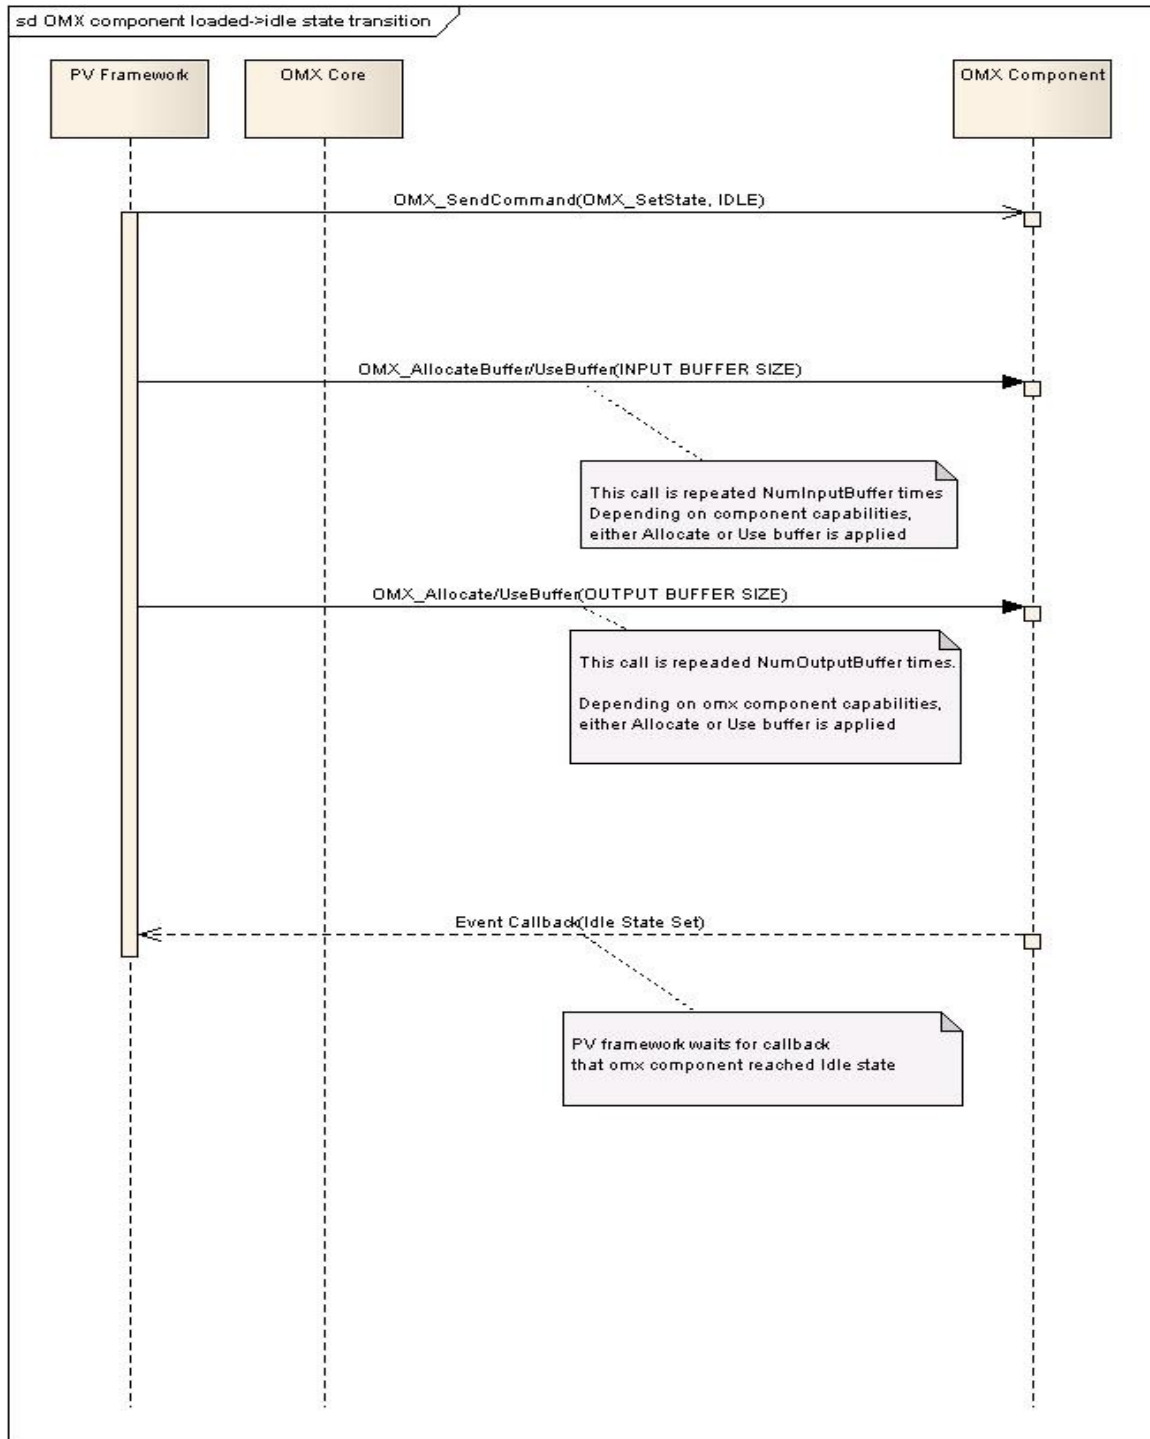 sd OMX component loaded->idle state transition
PV Framework
OMX Core
OMX Component
OMX_SendCommand(OMX_SetState, IDLE)
OMX_AllocateBuffer/UseBuffer(INPUT BUFFER SIZE)
This call is repeated NumInputBuffer times
Depending on component capabilities,
either Allocate or Use buffer is applied
OMX_Allocate/UseBuffer(OUTPUT BUFFER SIZE)
This call is repeaded NumOutputBuffer times.
Depending on omx component capabilities,
either Allocate or Use buffer is applied
Event Callback(Idle State Set)
PV framework waits for callback
that omx component reached Idle state